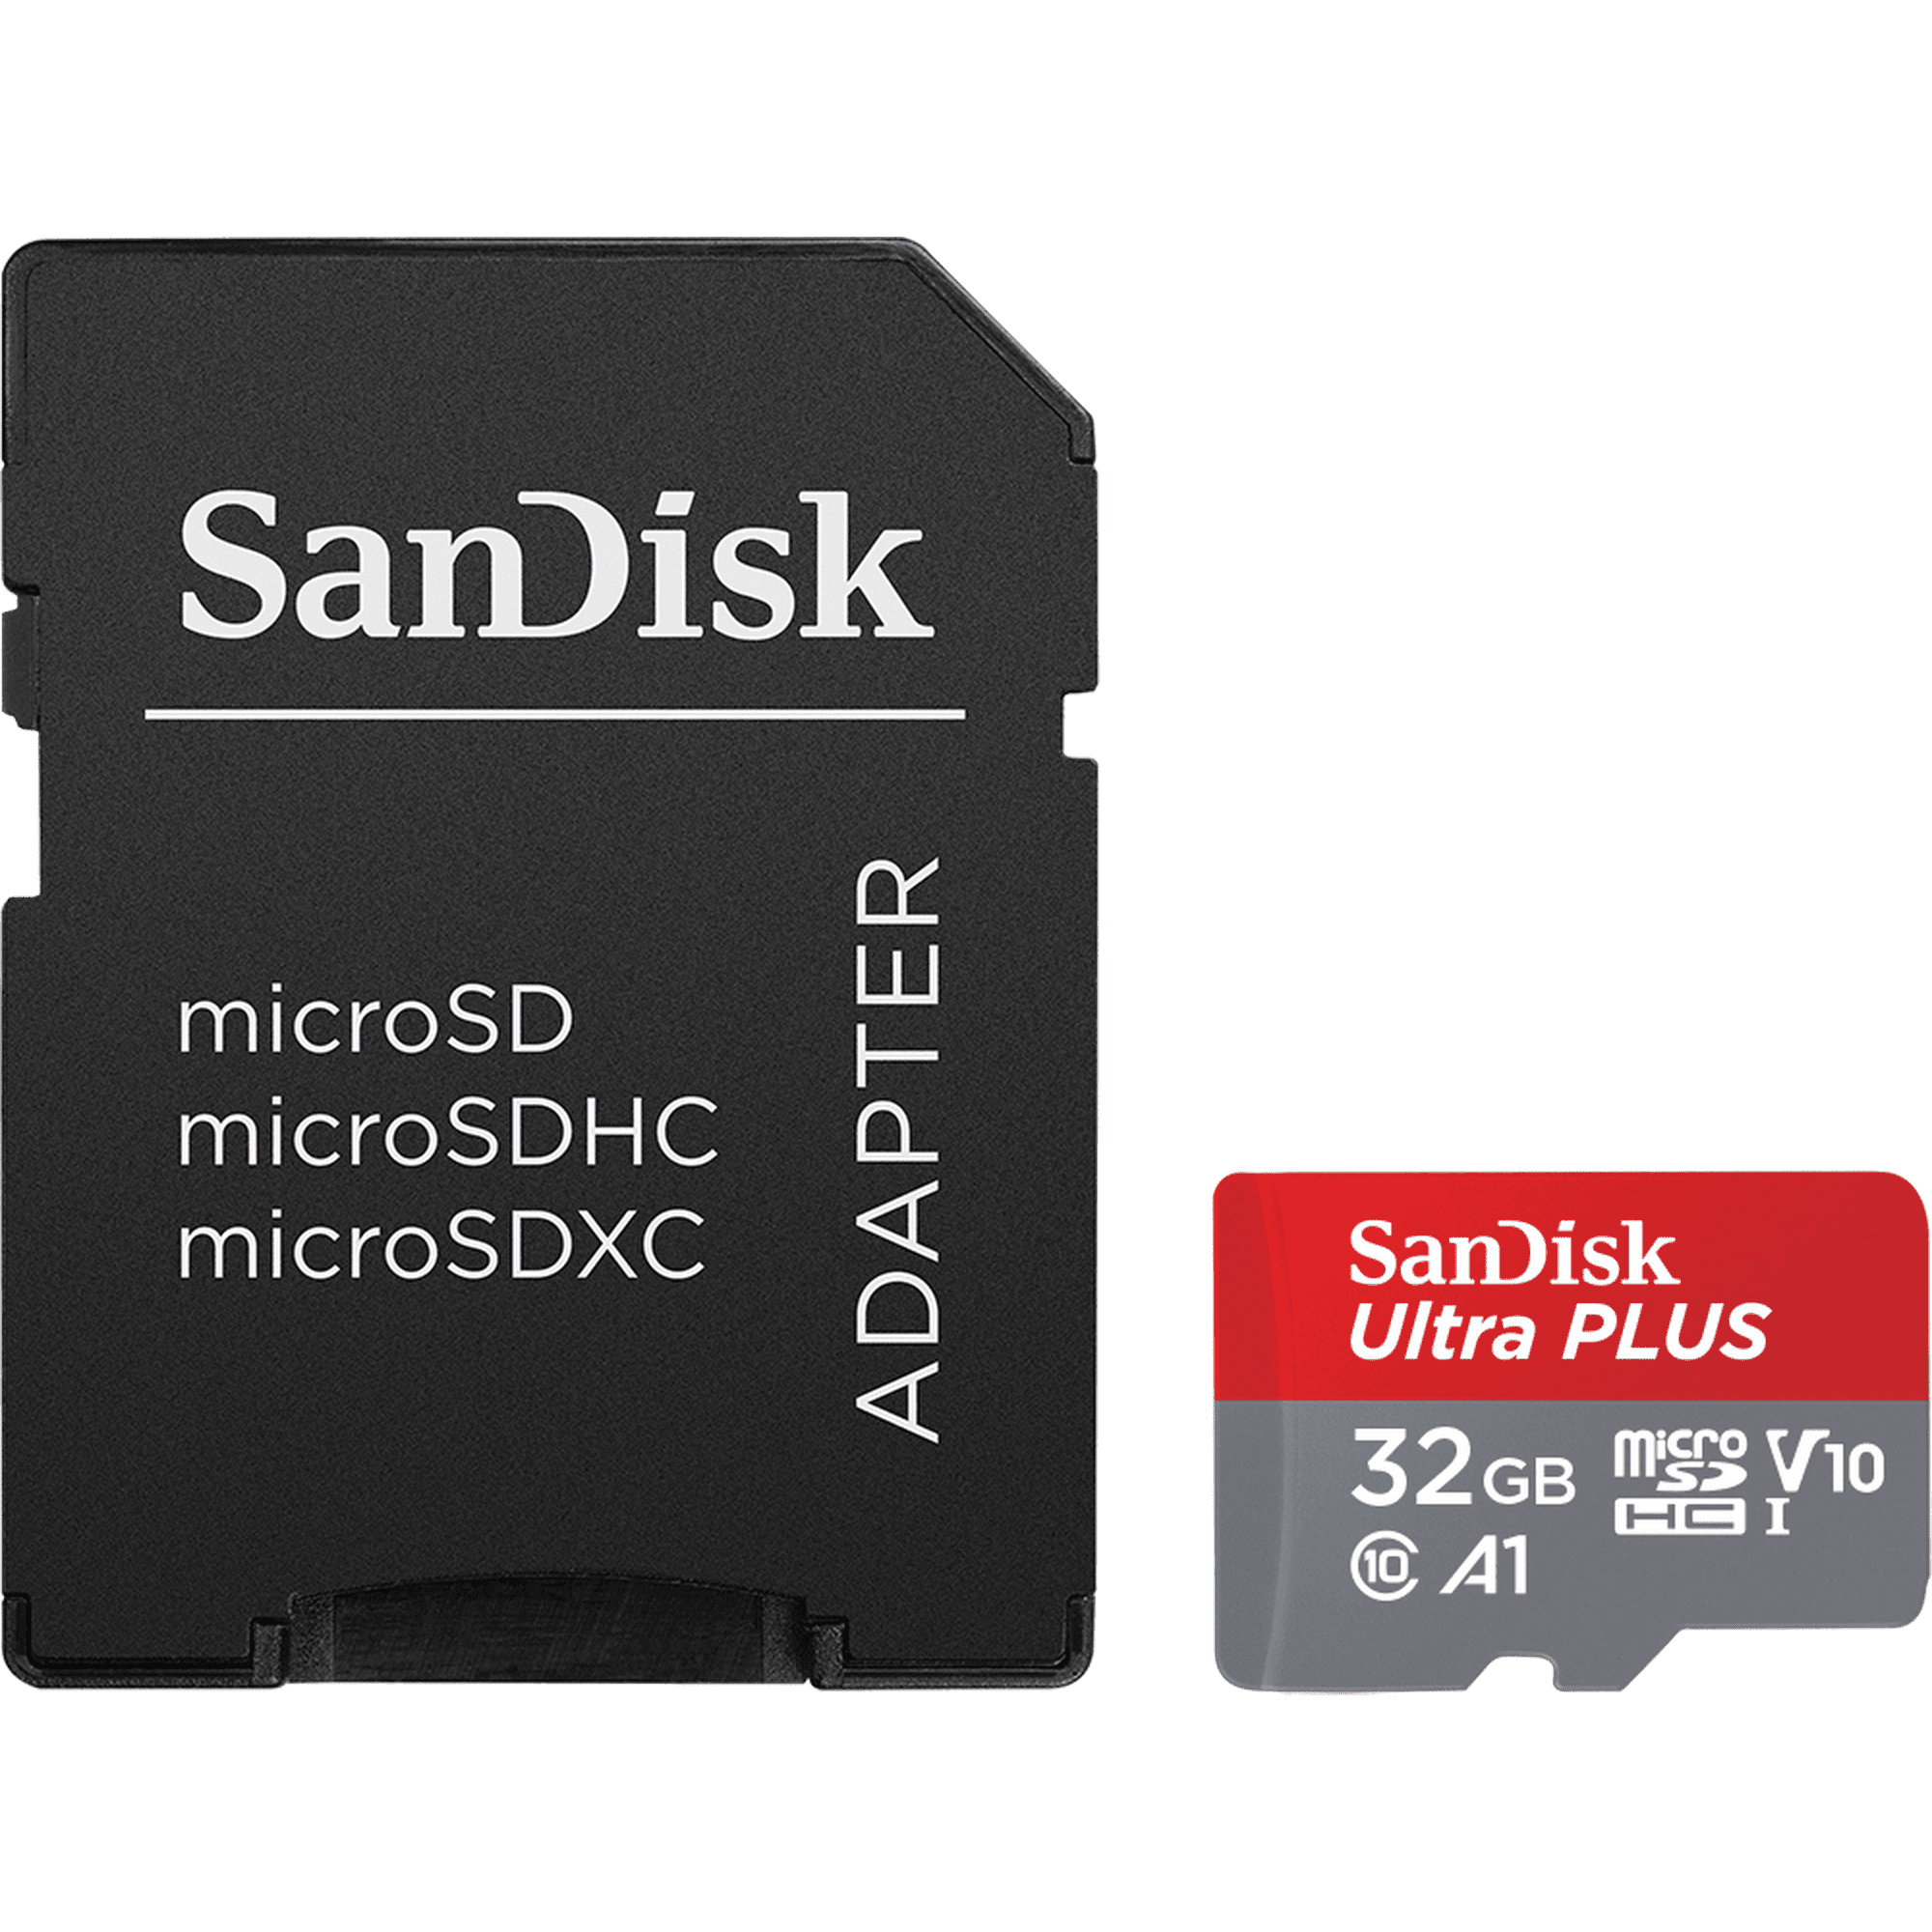 SanDisk
microSD
microSDHC
microSDXC
ADAPTER
SanDisk
Ultra PLUS
32GB
micro SD HC I V10
10 A1